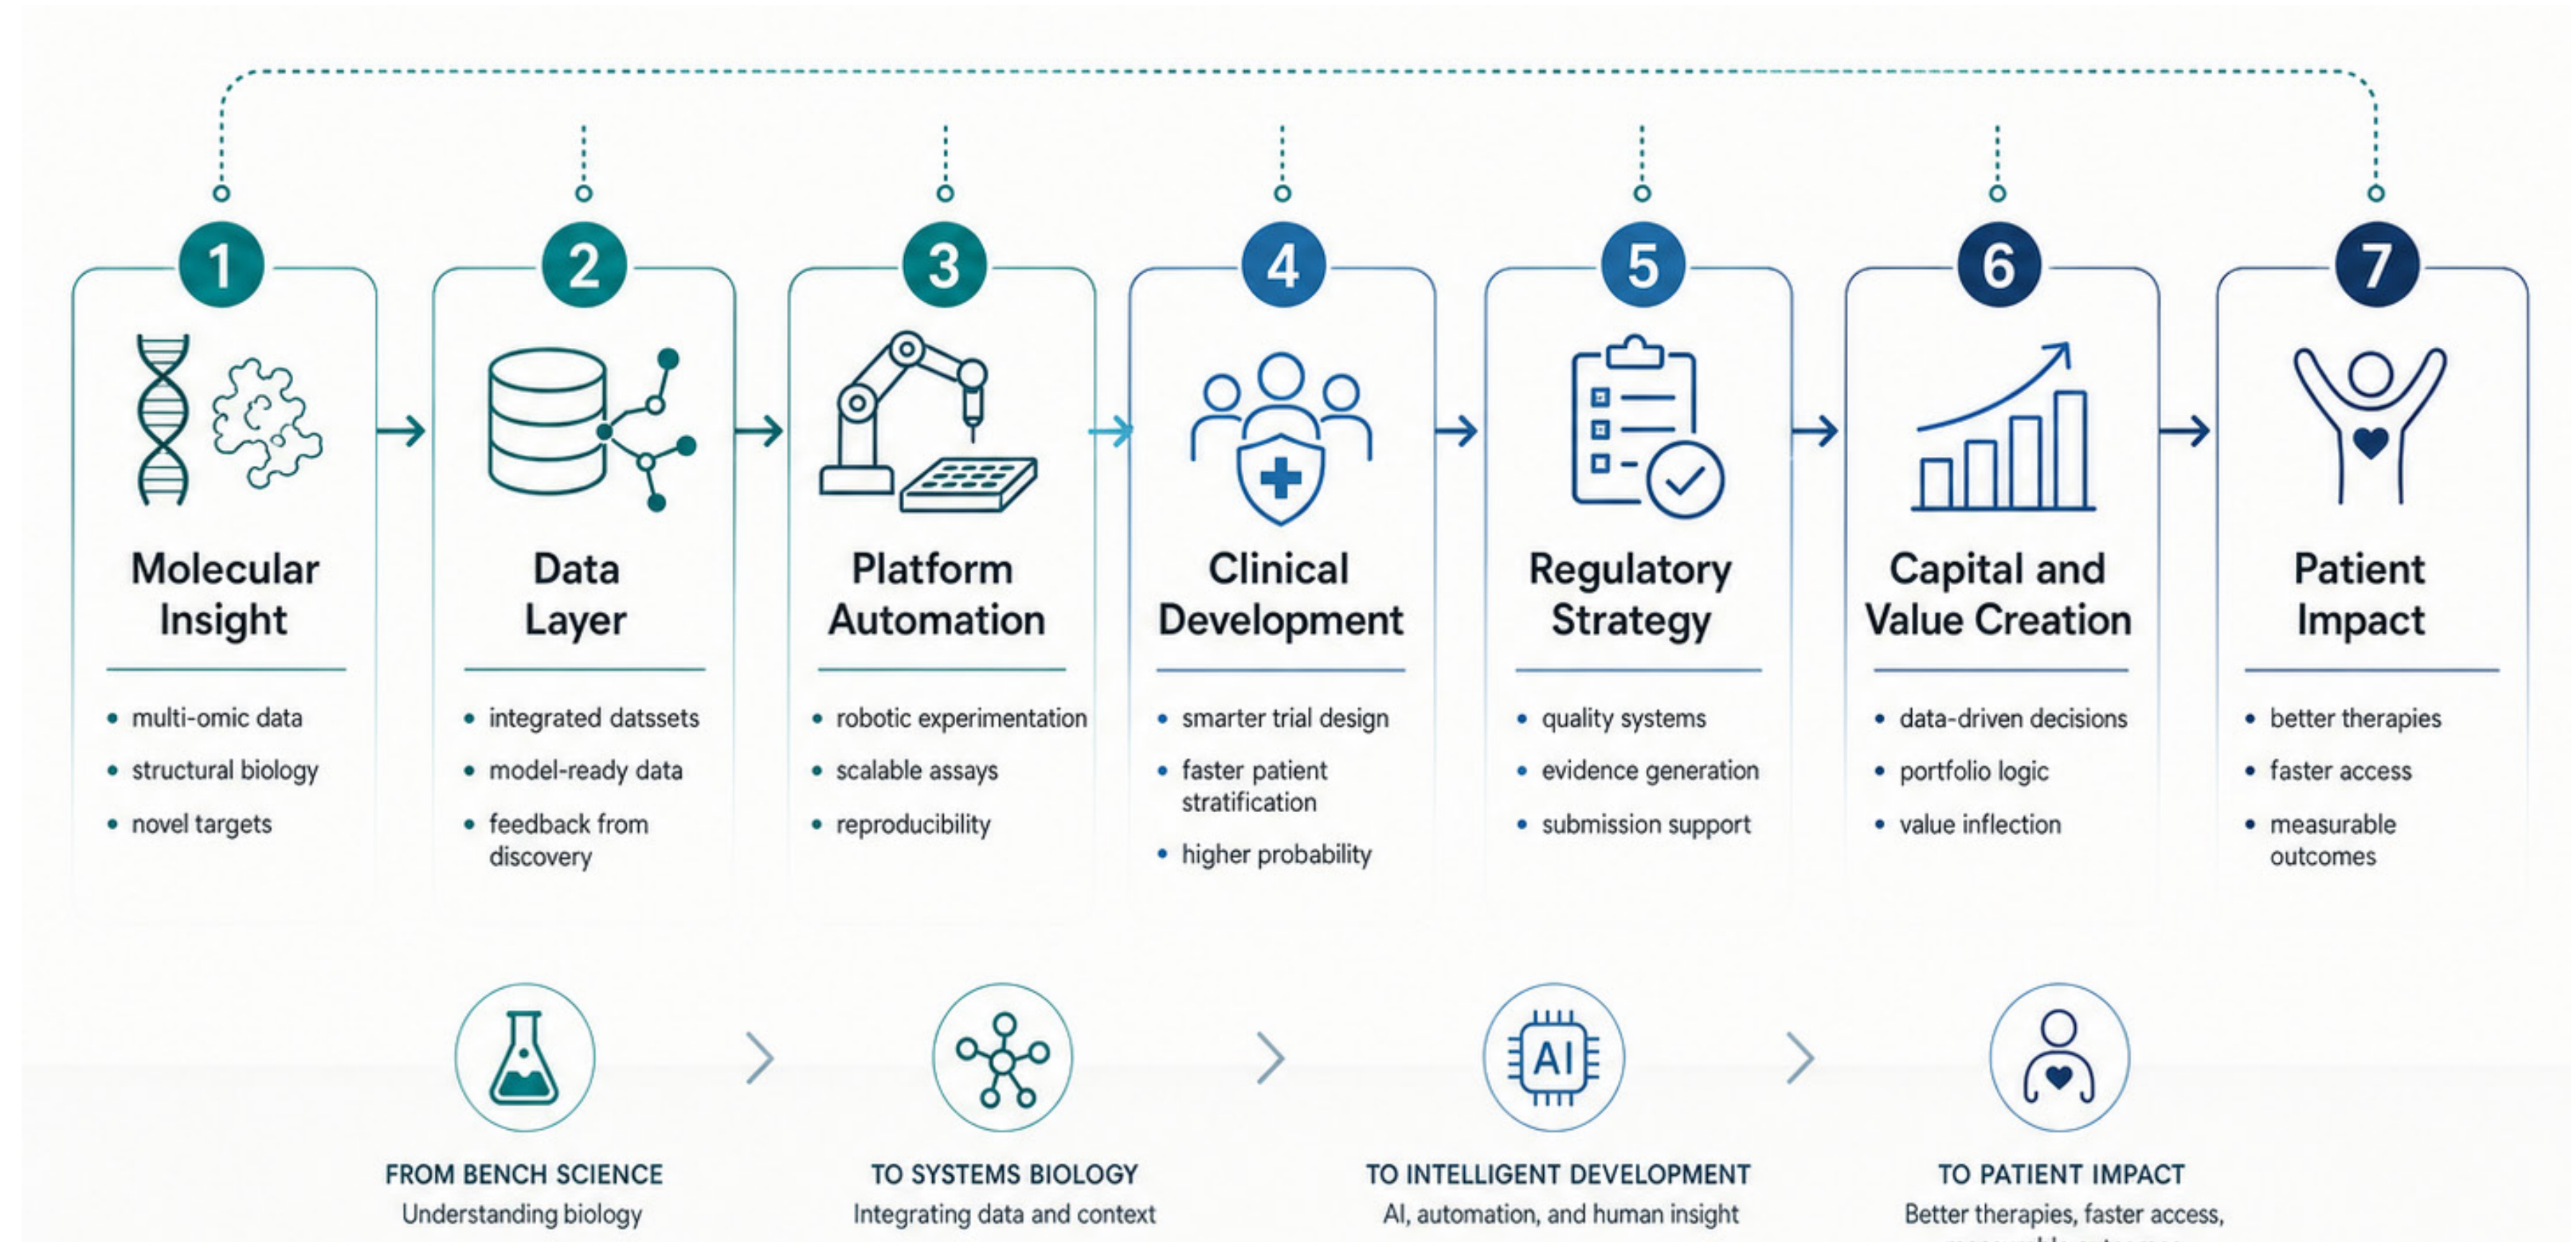 1
2
3
4
5
6
7
Molecular
Insight
• multi-omic data
• structural biology
• novel targets
Data
Layer
• integrated datssets
• model-ready data
• feedback from
discovery
Platform
Automation
• robotic experimentation
• scalable assays
• reproducibility
Clinical
Development
• smarter trial design
• faster patient
stratification
• higher probability
Regulatory
Strategy
• quality systems
• evidence generation
• submission support
Capital and
Value Creation
• data-driven decisions
• portfolio logic
• value inflection
Patient
Impact
• better therapies
• faster access
• measurable
outcomes
AI
FROM BENCH SCIENCE
Understanding biology
TO SYSTEMS BIOLOGY
Integrating data and context
TO INTELLIGENT DEVELOPMENT
AI, automation, and human insight
TO PATIENT IMPACT
Better therapies, faster access,